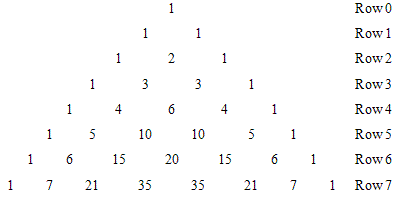 1 Row 0
1 1 Row 1
1 2 1 Row 2
1 3 3 1 Row 3
1 4 6 4 1 Row 4
1 5 10 10 5 1 Row 5
1 6 15 20 15 6 1 Row 6
1 7 21 35 35 21 7 1 Row 7